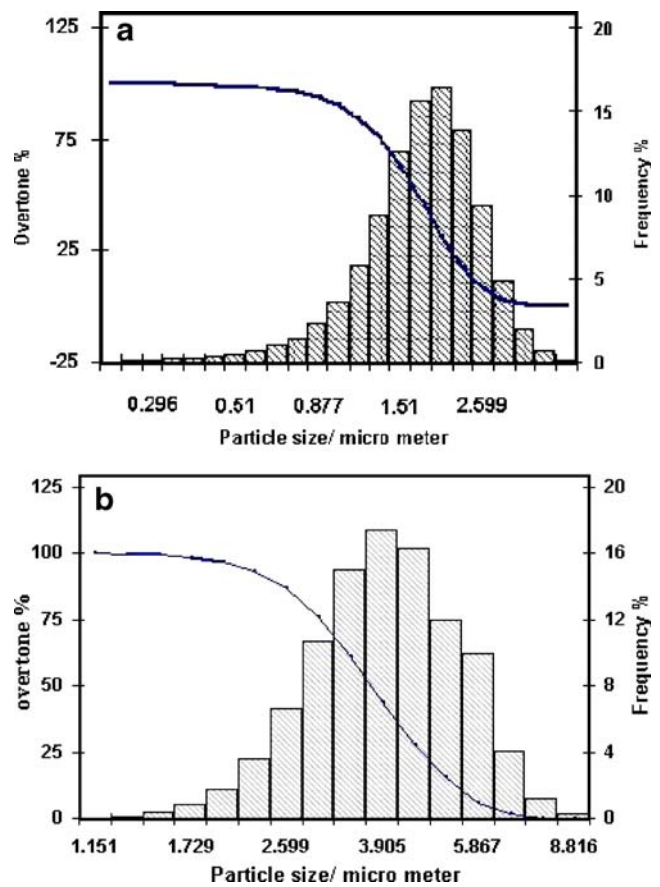 a
125
75
25
-25
Overtone %
20
15
10
5
0
Frequency %
0.296 0.51 0.877 1.51 2.599
Particle size/ micro meter
b
125
100
75
50
25
0
overtone %
20
16
12
8
4
0
Frequency %
1.151 1.729 2.599 3.905 5.867 8.816
Particle size/ micro meter